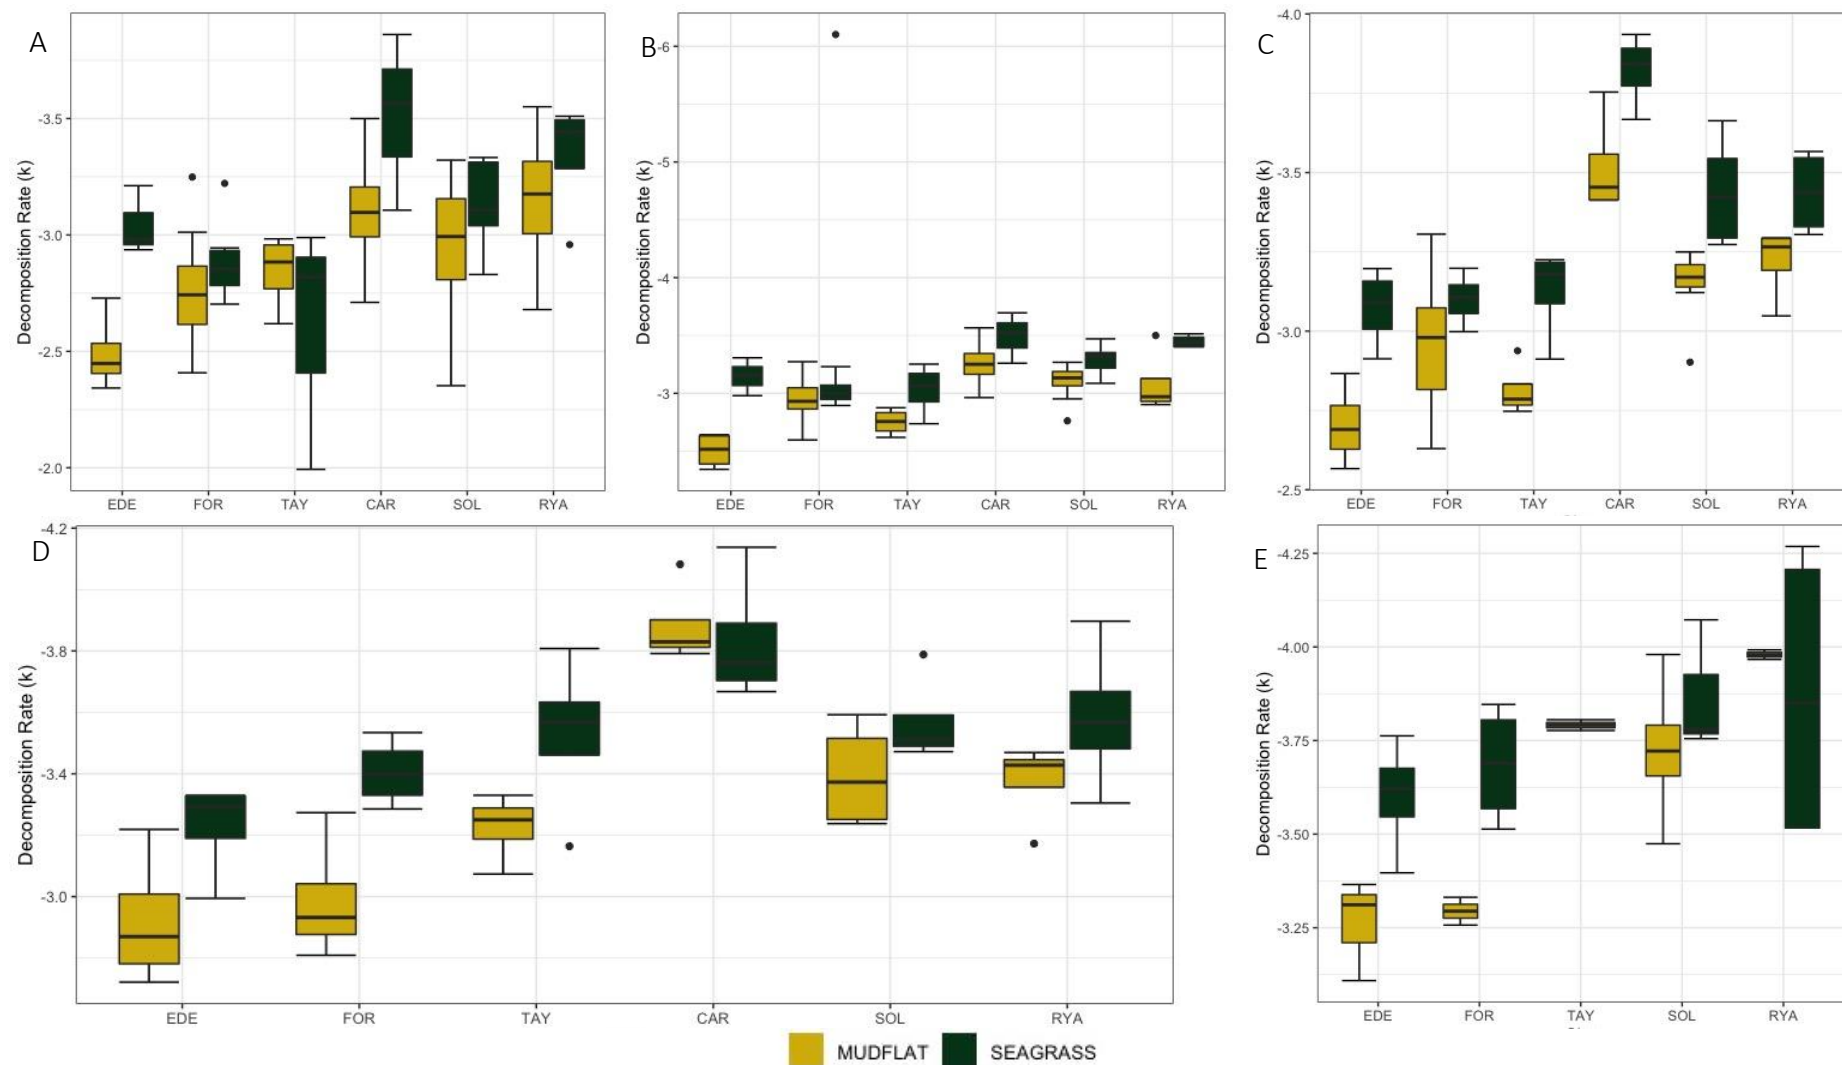 A
Decomposition Rate (k)
-3.5
-3.0
-2.5
-2.0
EDE FOR TAY CAR SOL RYA
B
Decomposition Rate (k)
-6
-5
-4
-3
EDE FOR TAY CAR SOL RYA
C
Decomposition Rate (k)
-4.0
-3.5
-3.0
-2.5
EDE FOR TAY CAR SOL RYA
D
Decomposition Rate (k)
-4.2
-3.8
-3.4
-3.0
EDE FOR TAY CAR SOL RYA
E
Decomposition Rate (k)
-4.25
-4.00
-3.75
-3.50
-3.25
EDE FOR TAY SOL RYA
MUDFLAT SEAGRASS